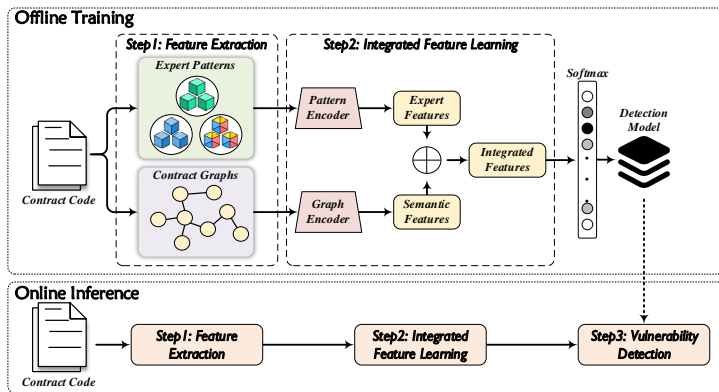 Offline Training
Step1: Feature Extraction
Step2: Integrated Feature Learning
Expert Patterns
Contract Graphs
Contract Code
Pattern
Encoder
Graph
Encoder
Expert
Features
Semantic
Features
Integrated
Features
Softmax
Detection
Model
Online Inference
Contract Code
Step1: Feature
Extraction
Step2: Integrated
Feature Learning
Step3: Vulnerability
Detection